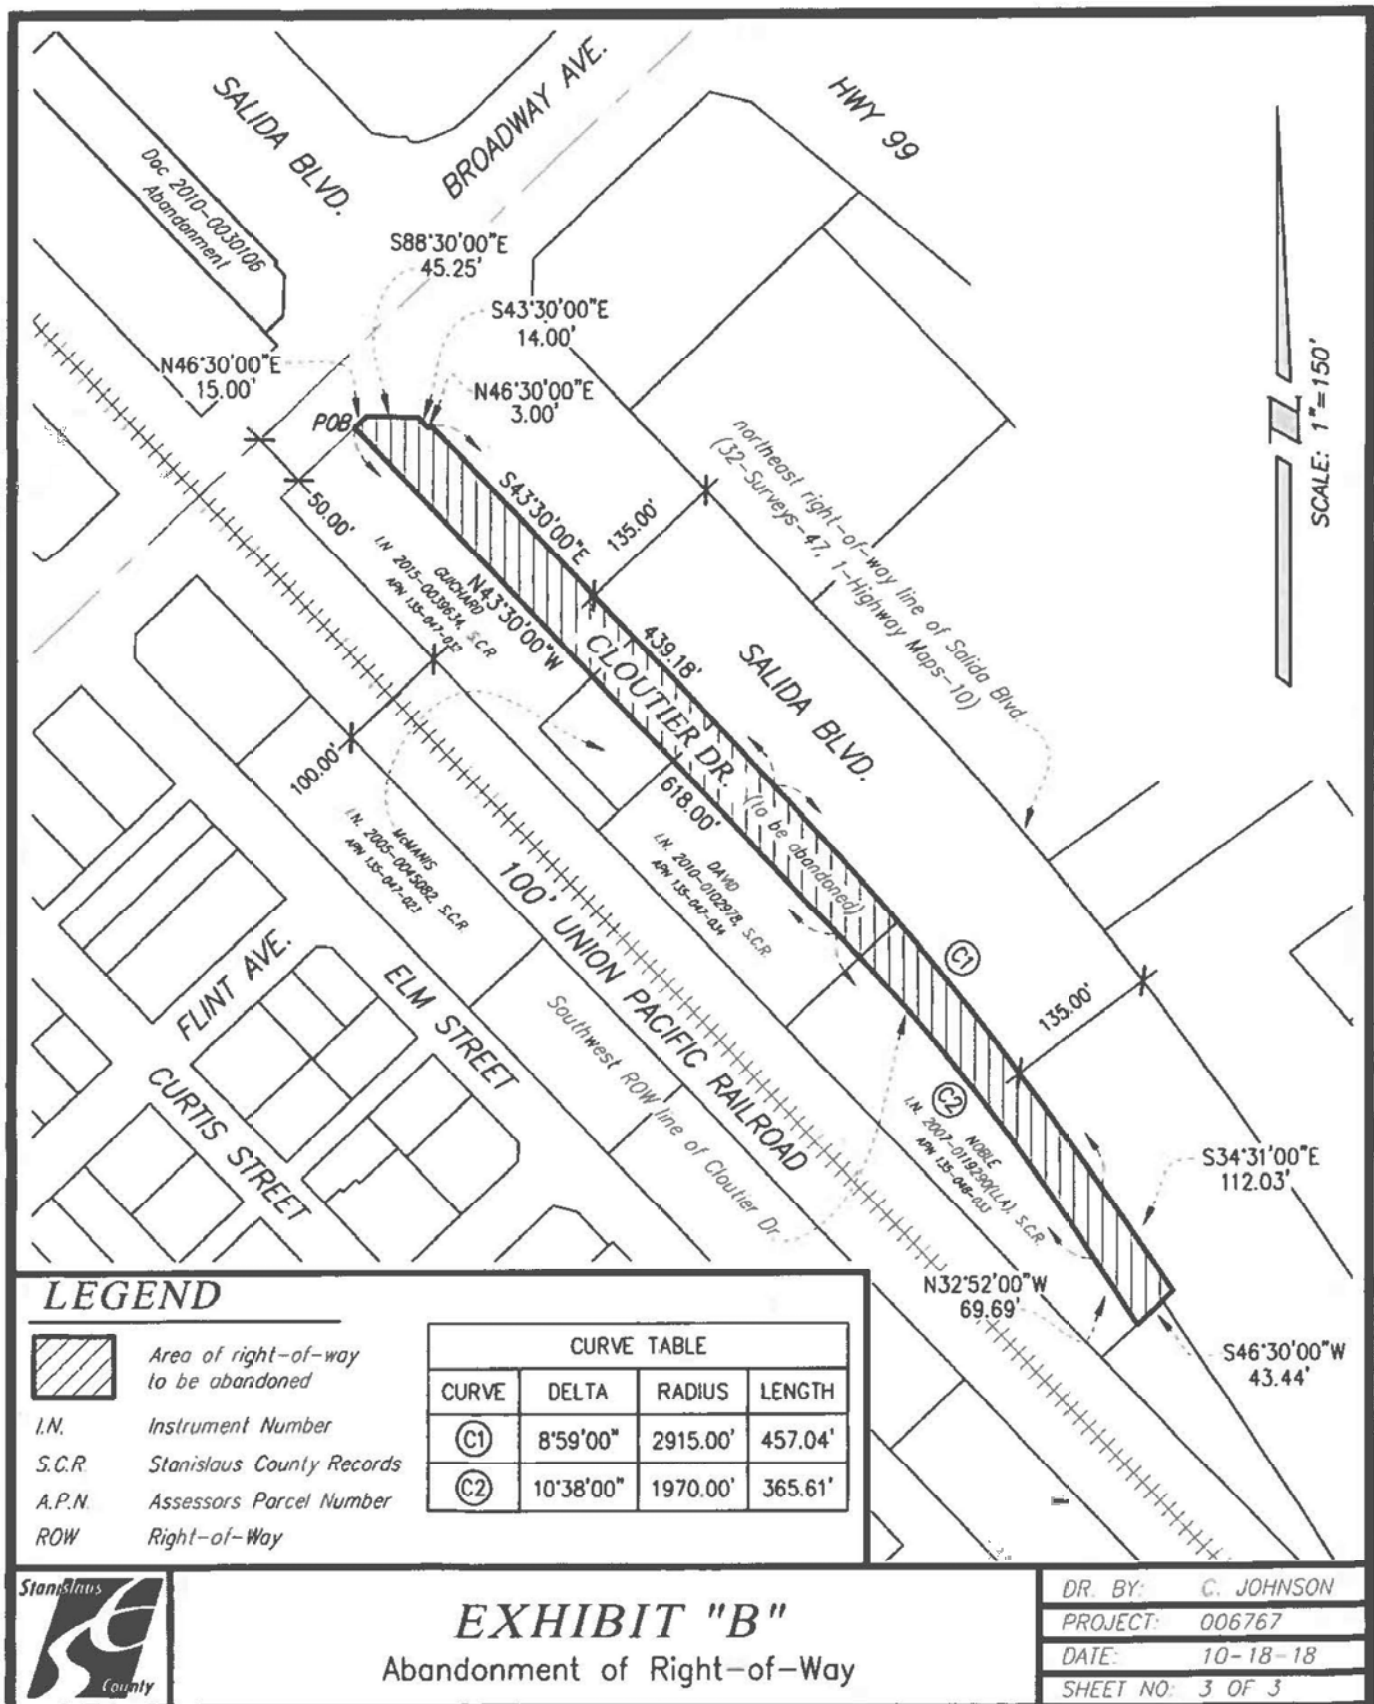 SALIDA BLVD.
BROADWAY AVE.
HWY 99
Doc 2010-0030106
Abandonment
S88°30'00"E
45.25'
S43°30'00"E
14.00'
N46°30'00"E
15.00'
N46°30'00"E
3.00'
POB
SCALE: 1"=150'
northeast right-of-way line of Salida Blvd.
(32-Surveys-47, 1-Highway Maps-10)
50.00'
S43°30'00"E
135.00'
GUICHARD
I.N. 2015-0039634, S.C.R.
APN 135-047-037
N43°30'00"W
439.18'
CLOUTIER DR.
(to be abandoned)
SALIDA BLVD.
618.00'
100.00'
McMANIS
I.N. 2005-0045082, S.C.R.
APN 135-047-027
DAVID
I.N. 2010-0102978, S.C.R.
APN 135-047-034
100' UNION PACIFIC RAILROAD
C1
135.00'
FLINT AVE.
ELM STREET
CURTIS STREET
Southwest ROW line of Cloutier Dr.
C2
NOBLE
I.N. 2007-0119290(LLA), S.C.R.
APN 135-048-033
S34°31'00"E
112.03'
N32°52'00"W
69.69'
S46°30'00"W
43.44'
LEGEND
Area of right-of-way
to be abandoned
I.N. Instrument Number
S.C.R. Stanislaus County Records
A.P.N. Assessors Parcel Number
ROW Right-of-Way
CURVE TABLE
CURVE DELTA RADIUS LENGTH
C1 8°59'00" 2915.00' 457.04'
C2 10°38'00" 1970.00' 365.61'
Stanislaus
County
EXHIBIT "B"
Abandonment of Right-of-Way
DR. BY: C. JOHNSON
PROJECT: 006767
DATE: 10-18-18
SHEET NO: 3 OF 3